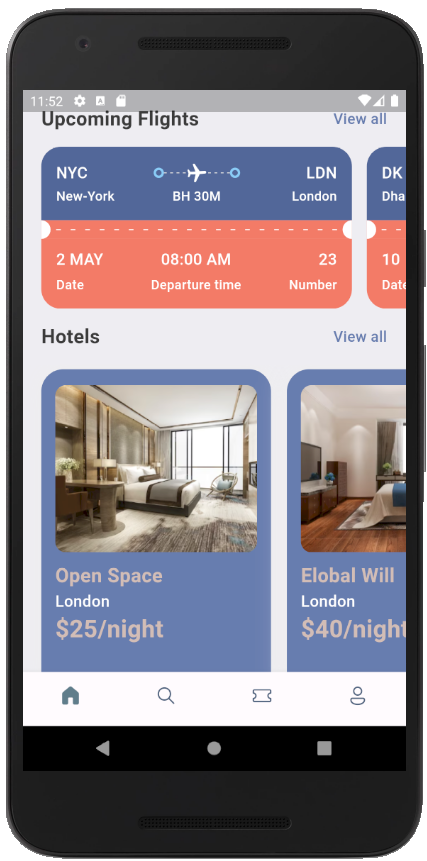 11:52
Upcoming Flights View all
NYC LDN DK
New-York BH 30M London Dha
2 MAY 08:00 AM 23 10
Date Departure time Number Date
Hotels View all
Open Space Elobal Will
London London
$25/night $40/night